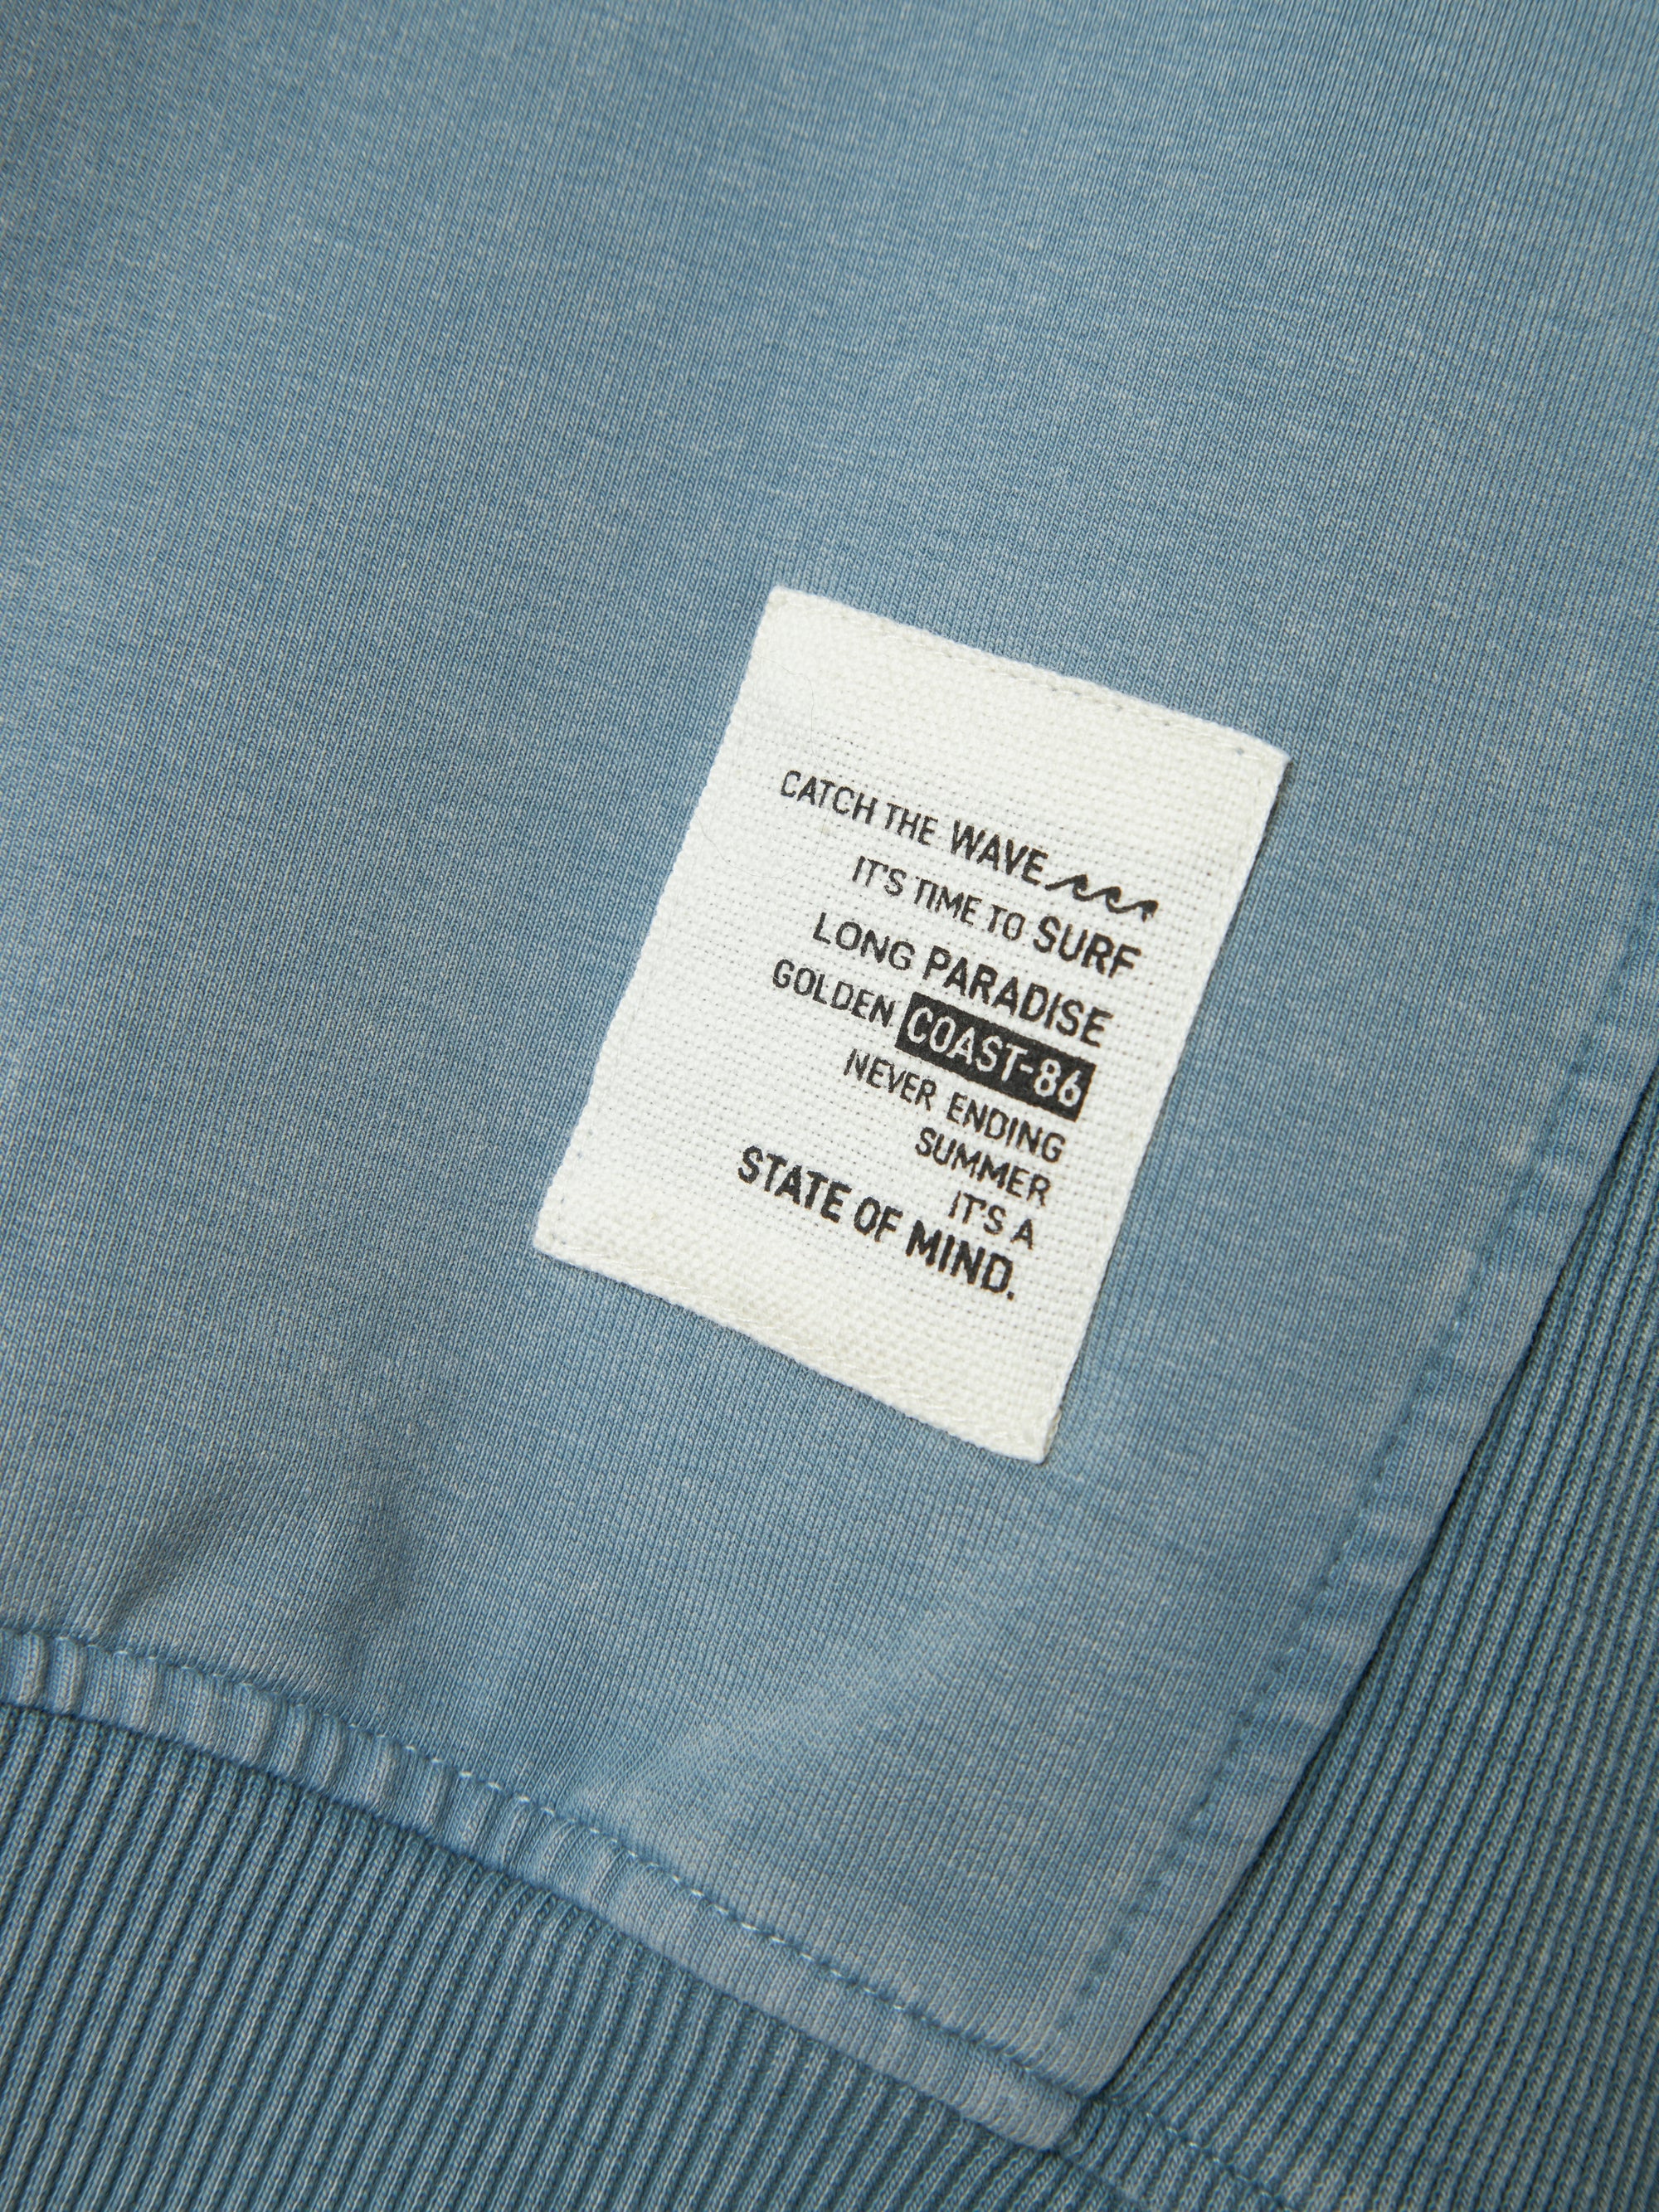 CATCH THE WAVE
IT'S TIME TO SURF
LONG PARADISE
GOLDEN COAST-86
NEVER ENDING
SUMMER
IT'S A
STATE OF MIND.